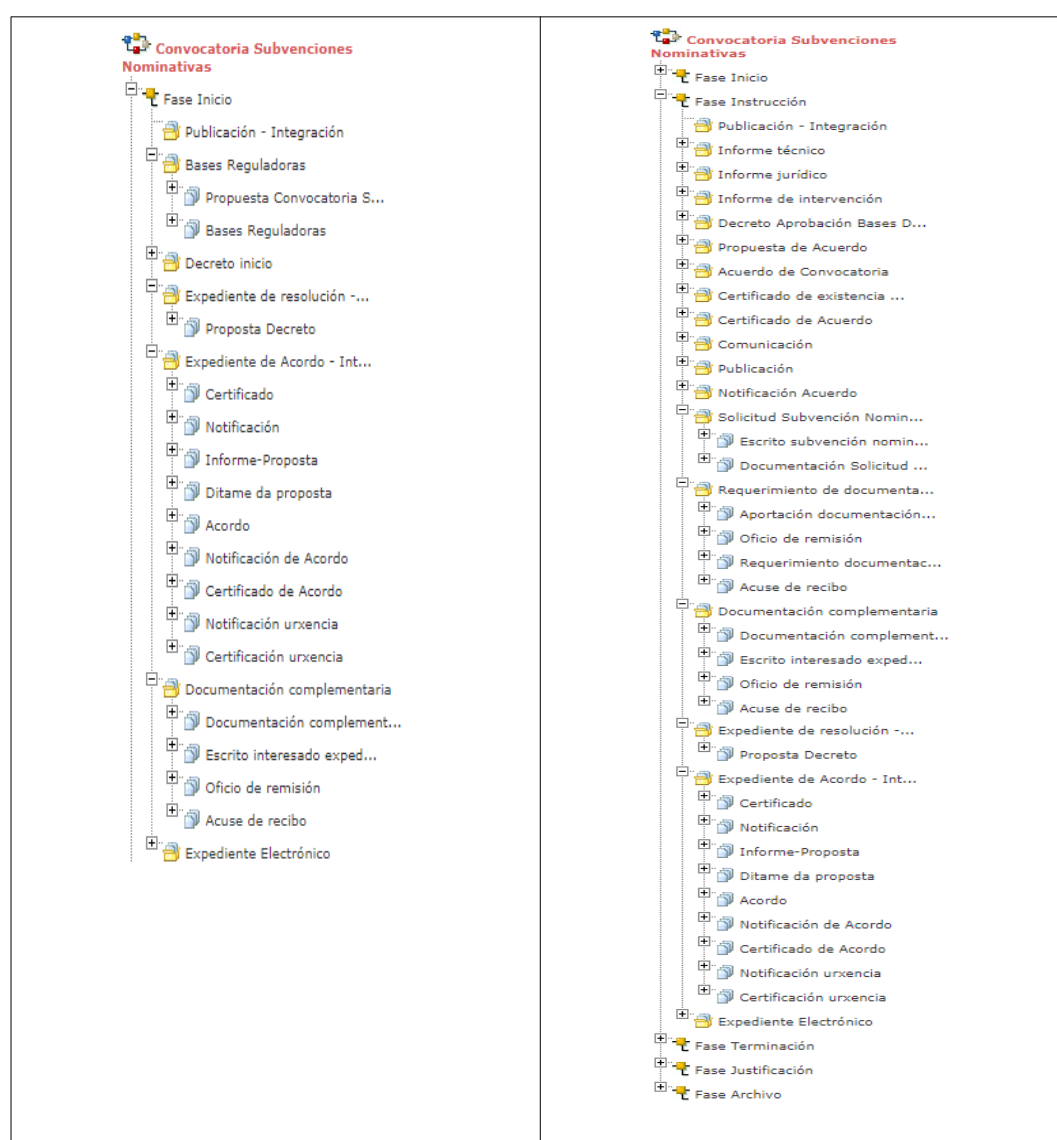 Convocatoria Subvenciones
Nominativas
Fase Inicio
Publicación - Integración
Bases Reguladoras
Propuesta Convocatoria S...
Bases Reguladoras
Decreto inicio
Expediente de resolución -...
Proposta Decreto
Expediente de Acordo - Int...
Certificado
Notificación
Informe-Proposta
Ditame da proposta
Acordo
Notificación de Acordo
Certificado de Acordo
Notificación urxencia
Certificación urxencia
Documentación complementaria
Documentación complement...
Escrito interesado exped...
Oficio de remisión
Acuse de recibo
Expediente Electrónico
Convocatoria Subvenciones
Nominativas
Fase Inicio
Fase Instrucción
Publicación - Integración
Informe técnico
Informe jurídico
Informe de intervención
Decreto Aprobación Bases D...
Propuesta de Acuerdo
Acuerdo de Convocatoria
Certificado de existencia ...
Certificado de Acuerdo
Comunicación
Publicación
Notificación Acuerdo
Solicitud Subvención Nomin...
Escrito subvención nomin...
Documentación Solicitud ...
Requerimiento de documenta...
Aportación documentación...
Oficio de remisión
Requerimiento documentac...
Acuse de recibo
Documentación complementaria
Documentación complement...
Escrito interesado exped...
Oficio de remisión
Acuse de recibo
Expediente de resolución -...
Proposta Decreto
Expediente de Acordo - Int...
Certificado
Notificación
Informe-Proposta
Ditame da proposta
Acordo
Notificación de Acordo
Certificado de Acordo
Notificación urxencia
Certificación urxencia
Expediente Electrónico
Fase Terminación
Fase Justificación
Fase Archivo